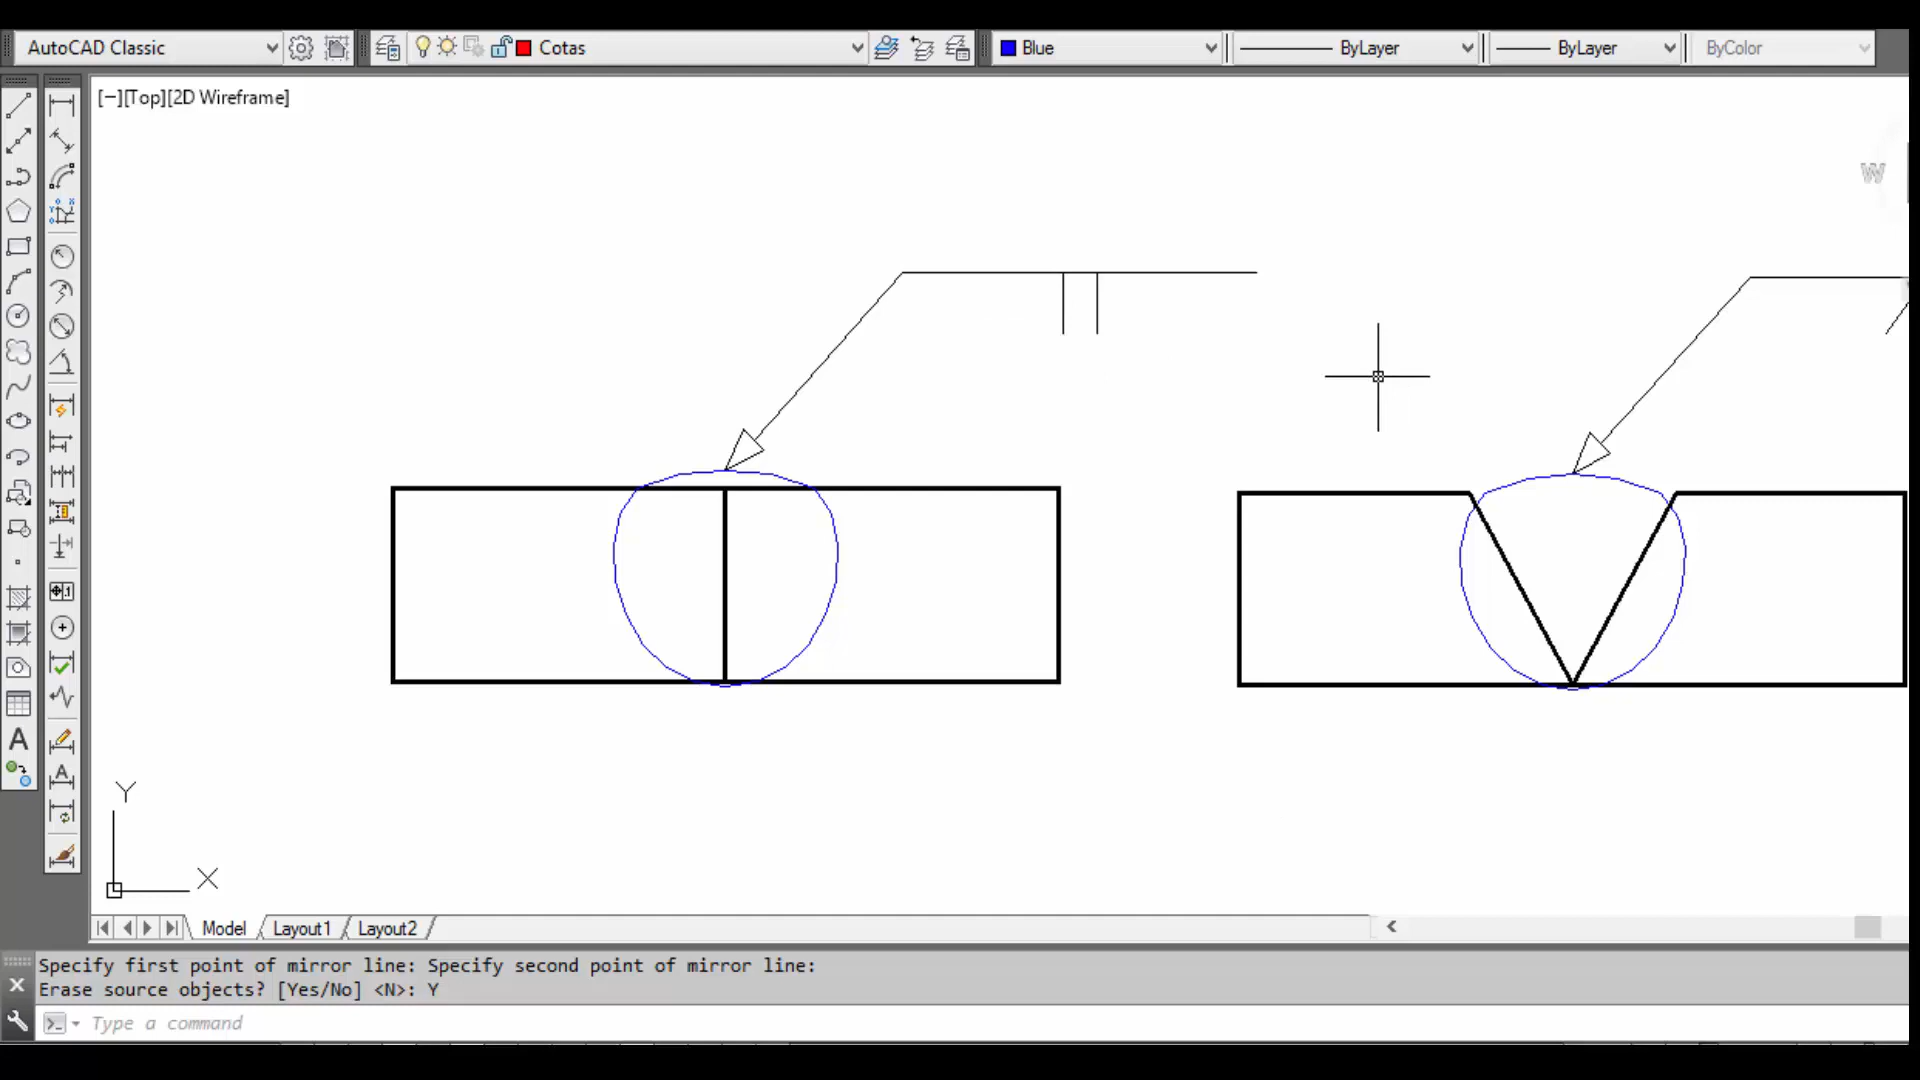 AutoCAD Classic
Cotas
Blue
ByLayer
ByLayer
ByColor
[−][Top][2D Wireframe]
W
A
A
Y
X
Model
Layout1
Layout2
Specify first point of mirror line: Specify second point of mirror line:
Erase source objects? [Yes/No] <N>: Y
Type a command